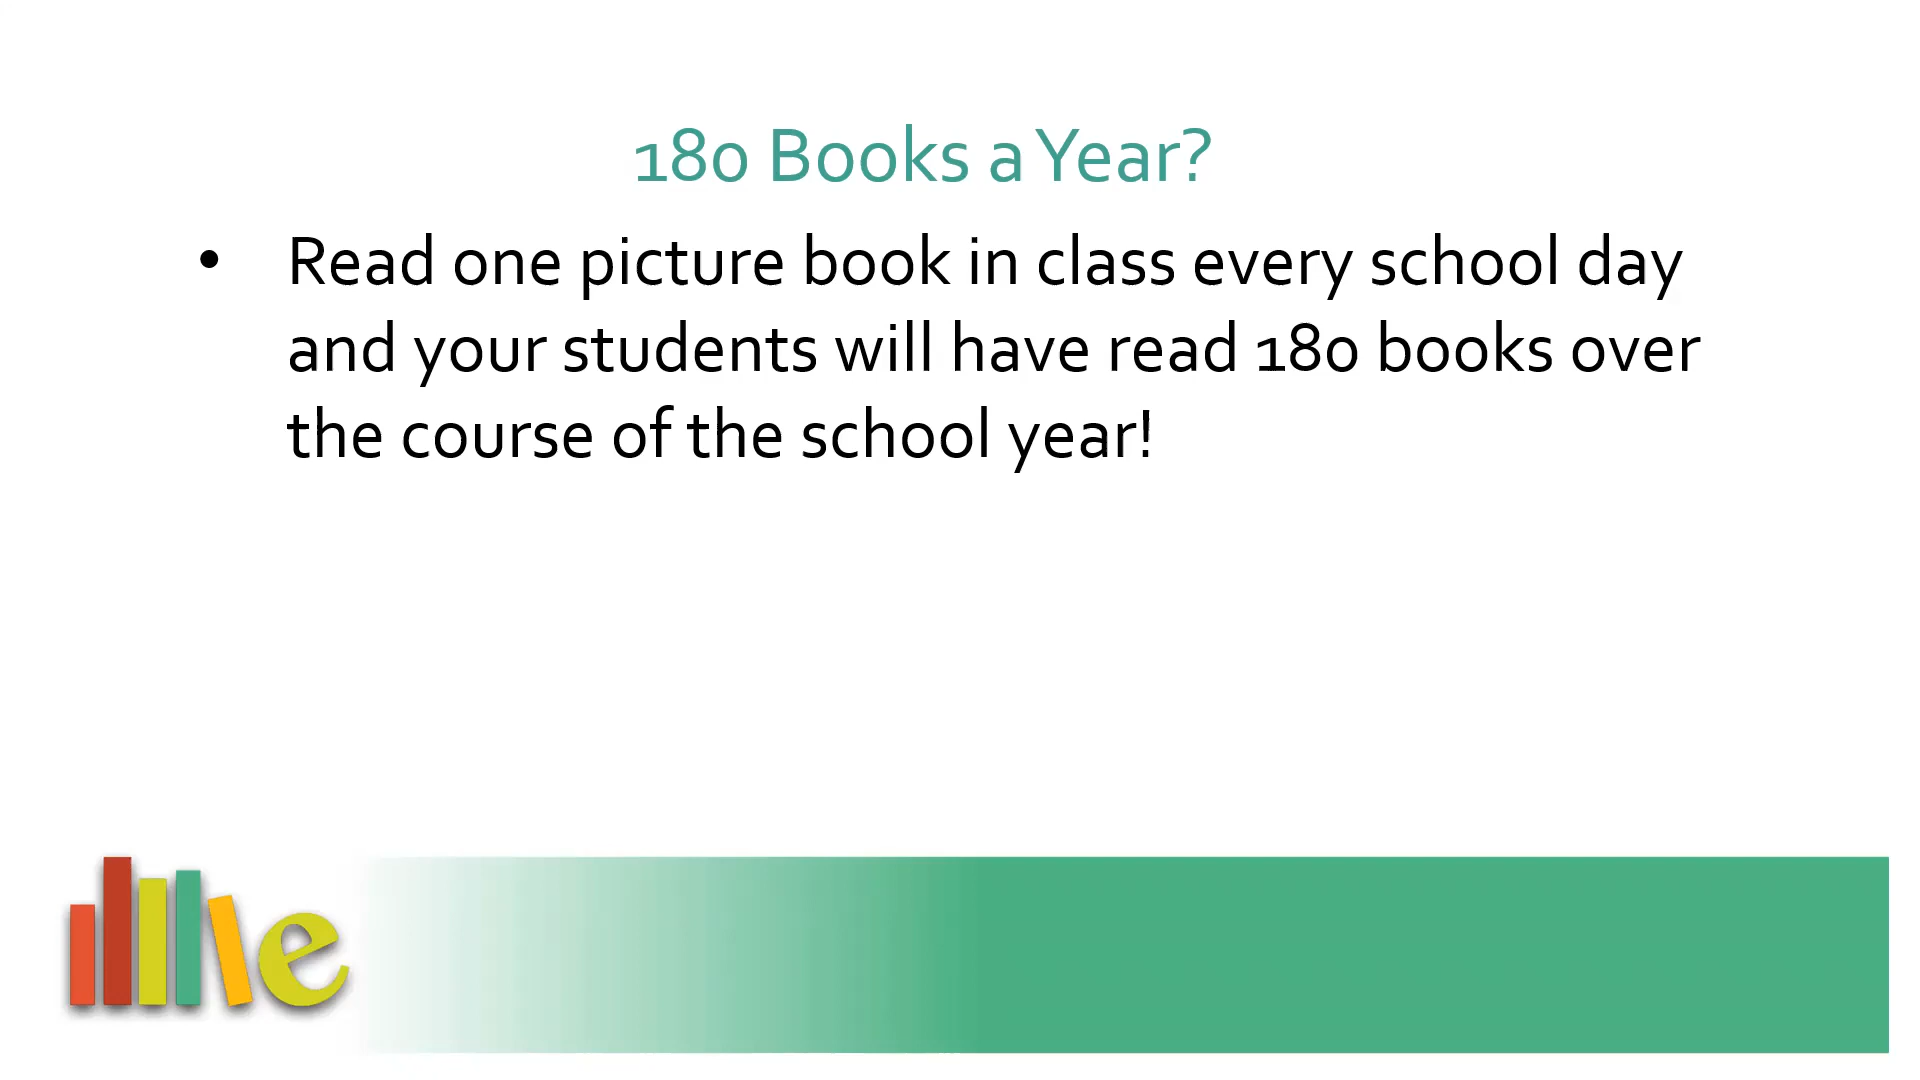 180 Books a Year?
• Read one picture book in class every school day
and your students will have read 180 books over
the course of the school year!
e